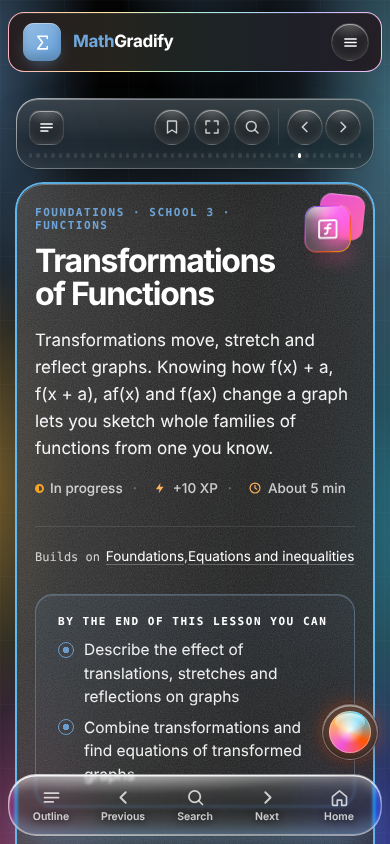 Σ MathGradify
FOUNDATIONS · SCHOOL 3 ·
FUNCTIONS
Transformations
of Functions
Transformations move, stretch and
reflect graphs. Knowing how f(x) + a,
f(x + a), af(x) and f(ax) change a graph
lets you sketch whole families of
functions from one you know.
In progress · +10 XP · About 5 min
Builds on Foundations,Equations and inequalities
BY THE END OF THIS LESSON YOU CAN
Describe the effect of
translations, stretches and
reflections on graphs
Combine transformations and
find equations of transformed
graphs
Outline Previous Search Next Home